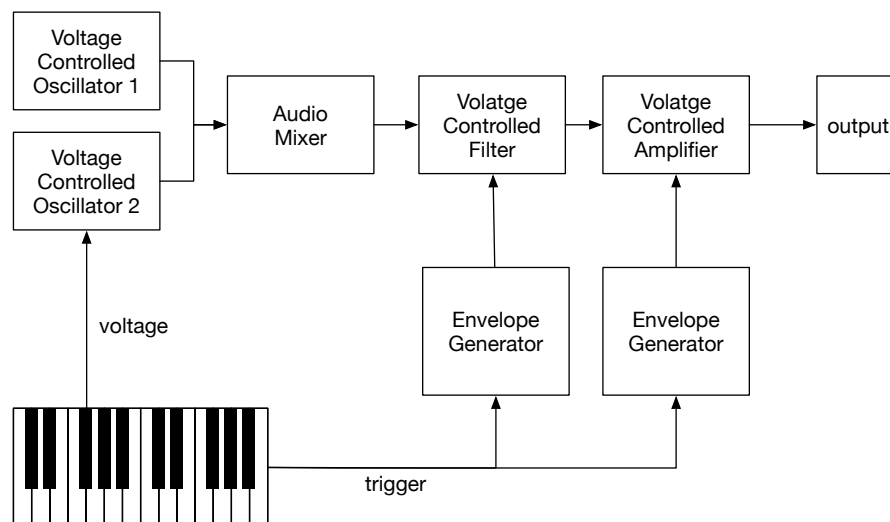 Voltage
Controlled
Oscillator 1
Voltage
Controlled
Oscillator 2
Audio
Mixer
Volatge
Controlled
Filter
Volatge
Controlled
Amplifier
output
voltage
Envelope
Generator
Envelope
Generator
trigger